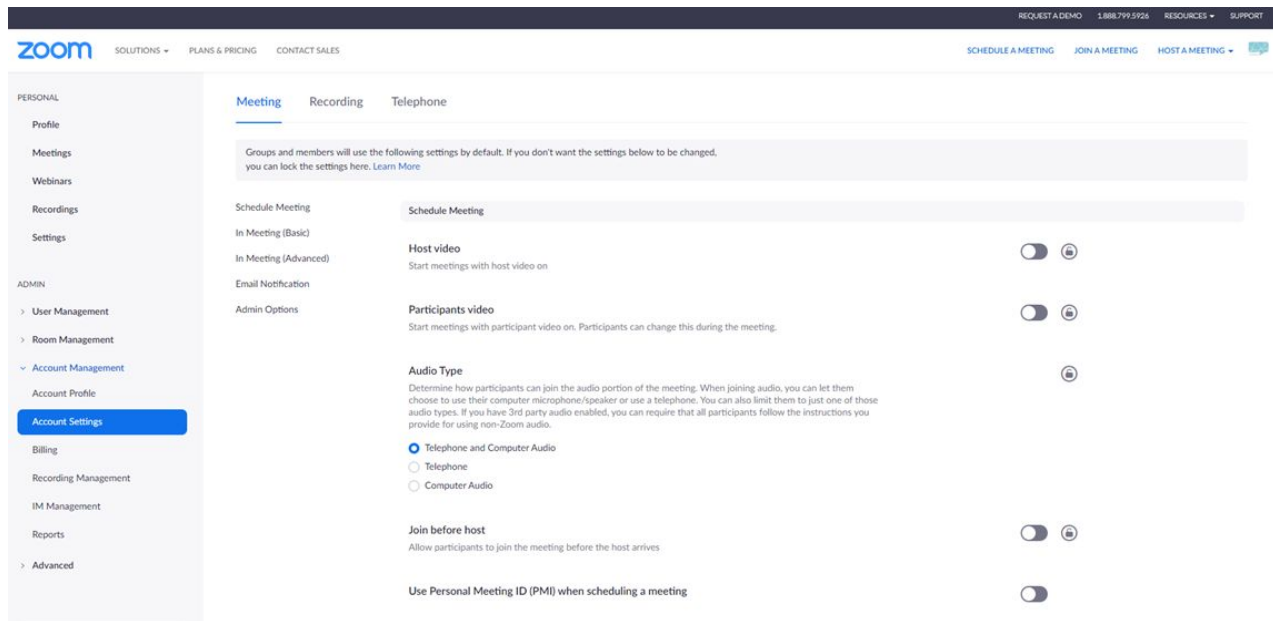 REQUEST A DEMO 1.888.799.5926 RESOURCES SUPPORT
zoom SOLUTIONS PLANS & PRICING CONTACT SALES SCHEDULE A MEETING JOIN A MEETING HOST A MEETING
PERSONAL
Profile
Meetings
Webinars
Recordings
Settings
ADMIN
User Management
Room Management
Account Management
Account Profile
Account Settings
Billing
Recording Management
IM Management
Reports
Advanced
Meeting Recording Telephone
Groups and members will use the following settings by default. If you don't want the settings below to be changed,
you can lock the settings here. Learn More
Schedule Meeting
In Meeting (Basic)
In Meeting (Advanced)
Email Notification
Admin Options
Schedule Meeting
Host video
Start meetings with host video on
Participants video
Start meetings with participant video on. Participants can change this during the meeting.
Audio Type
Determine how participants can join the audio portion of the meeting. When joining audio, you can let them
choose to use their computer microphone/speaker or use a telephone. You can also limit them to just one of those
audio types. If you have 3rd party audio enabled, you can require that all participants follow the instructions you
provide for using non-Zoom audio.
Telephone and Computer Audio
Telephone
Computer Audio
Join before host
Allow participants to join the meeting before the host arrives
Use Personal Meeting ID (PMI) when scheduling a meeting